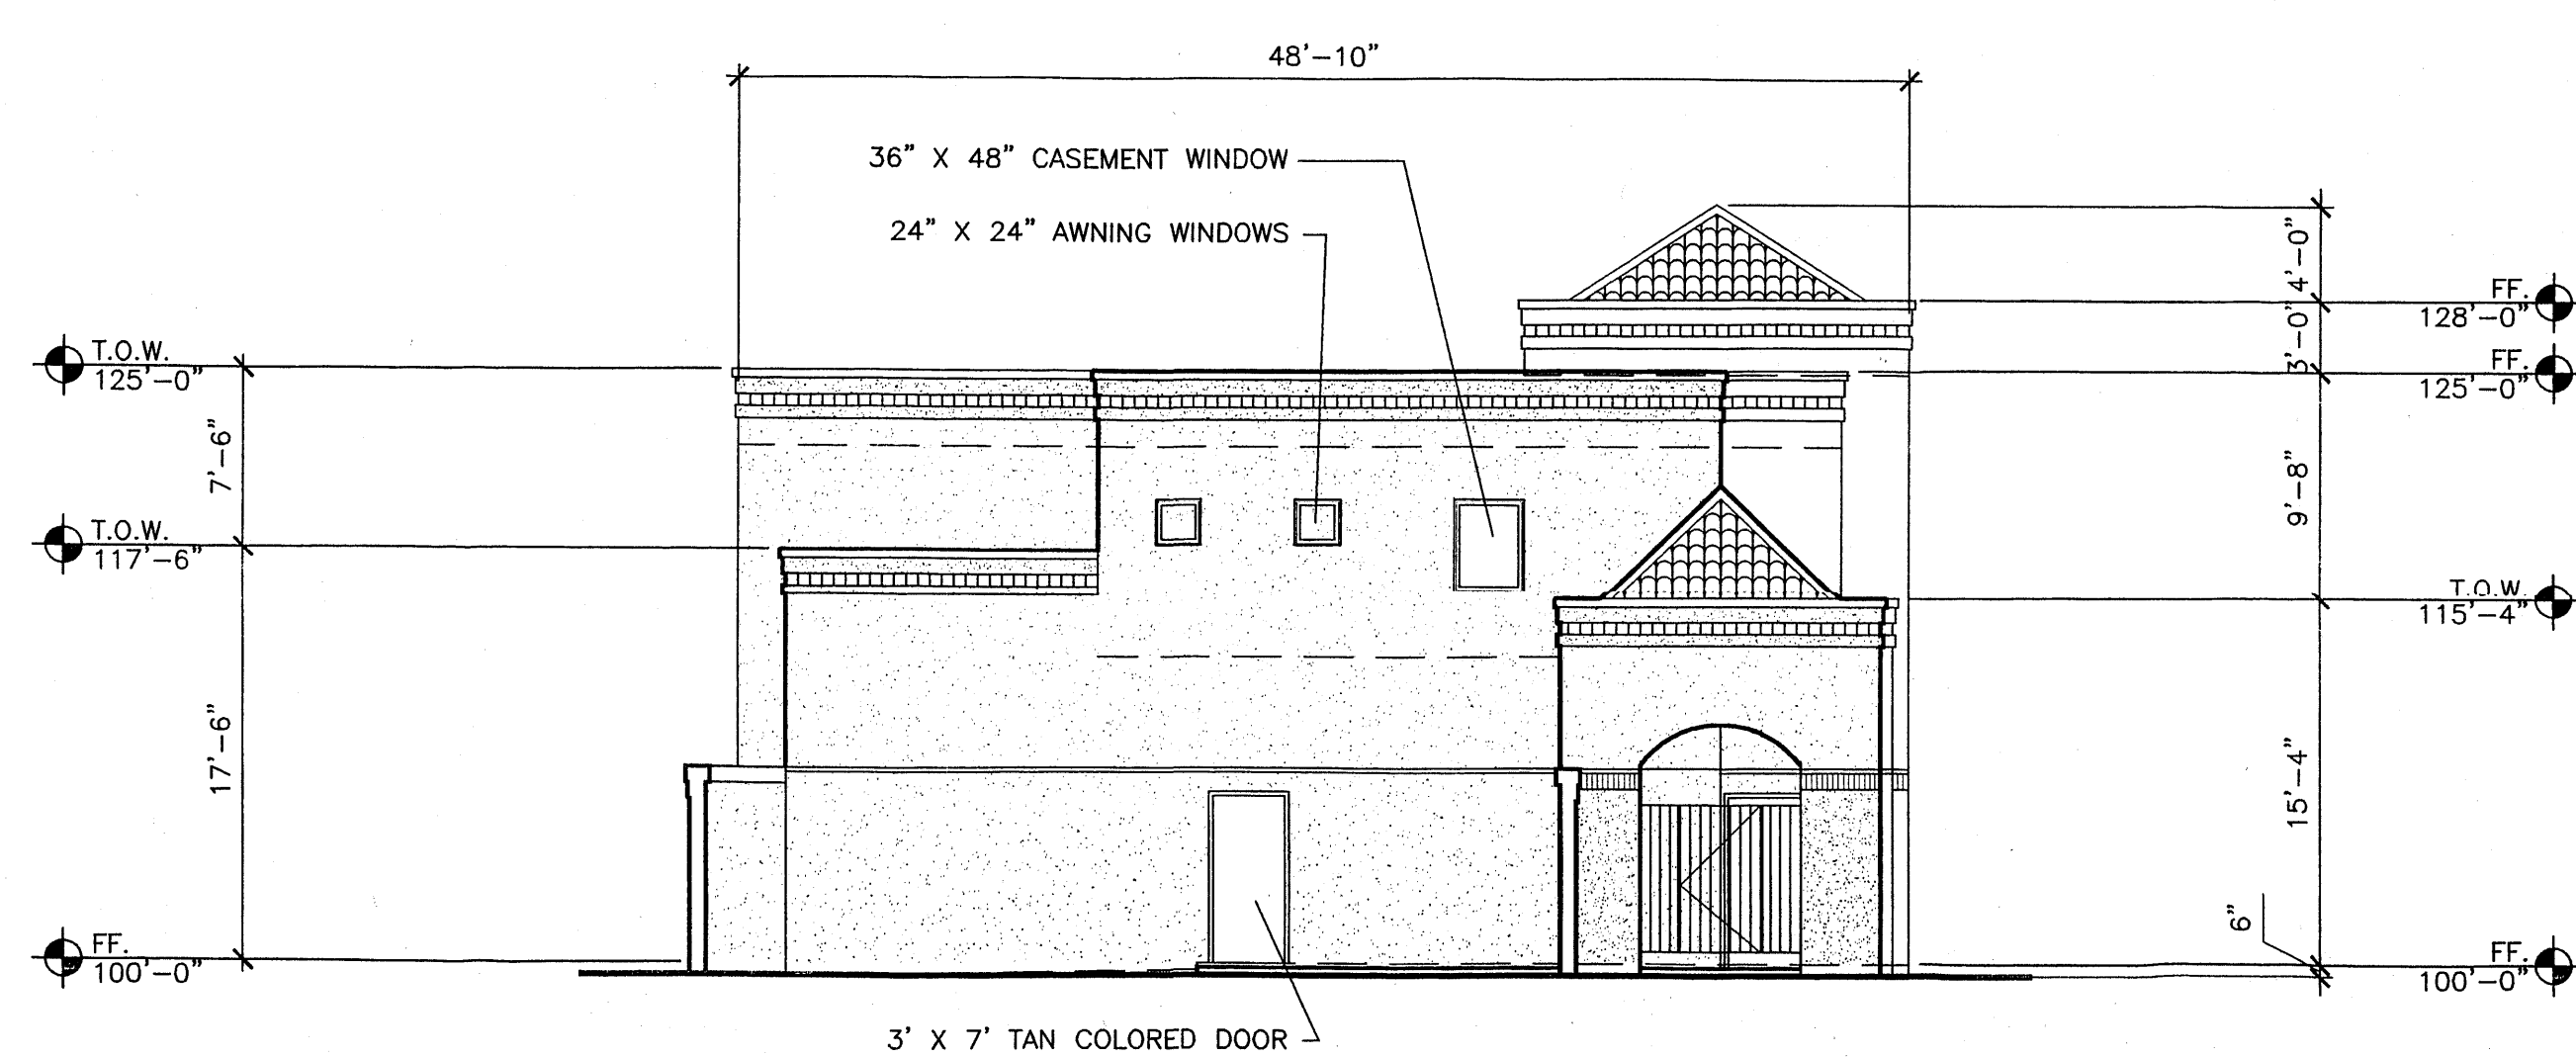 48'-10"
36" X 48" CASEMENT WINDOW
24" X 24" AWNING WINDOWS
4'-0"
FF.
128'-0"
3'-0"
T.O.W.
125'-0"
FF.
125'-0"
7'-6"
9'-8"
T.O.W.
117'-6"
T.O.W.
115'-4"
17'-6"
15'-4"
6"
FF.
100'-0"
FF.
100'-0"
3' X 7' TAN COLORED DOOR